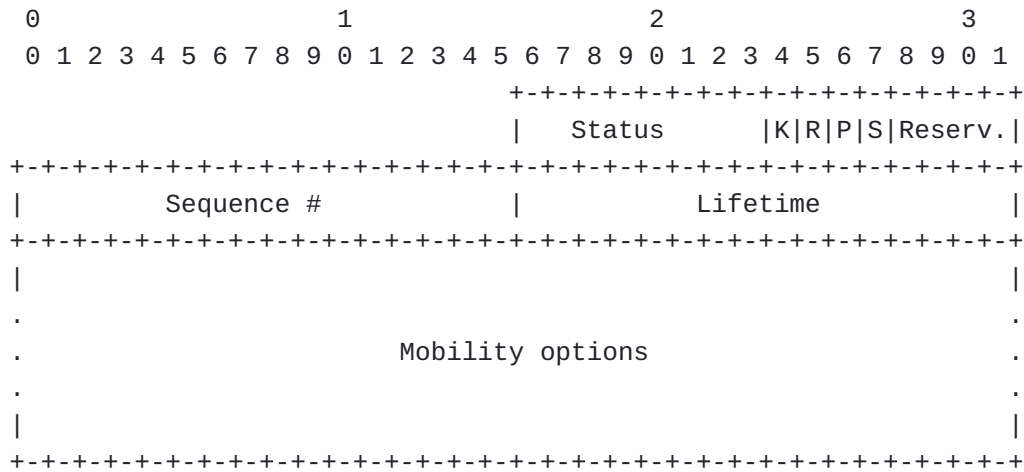 0                   1                   2                   3
 0 1 2 3 4 5 6 7 8 9 0 1 2 3 4 5 6 7 8 9 0 1 2 3 4 5 6 7 8 9 0 1
                                +-+-+-+-+-+-+-+-+-+-+-+-+-+-+-+-+
                                |   Status      |K|R|P|S|Reserv.|
+-+-+-+-+-+-+-+-+-+-+-+-+-+-+-+-+-+-+-+-+-+-+-+-+-+-+-+-+-+-+-+-+
|         Sequence #            |           Lifetime            |
+-+-+-+-+-+-+-+-+-+-+-+-+-+-+-+-+-+-+-+-+-+-+-+-+-+-+-+-+-+-+-+-+
|                                                               |
.                                                               .
.                        Mobility options                       .
.                                                               .
|                                                               |
+-+-+-+-+-+-+-+-+-+-+-+-+-+-+-+-+-+-+-+-+-+-+-+-+-+-+-+-+-+-+-+-+